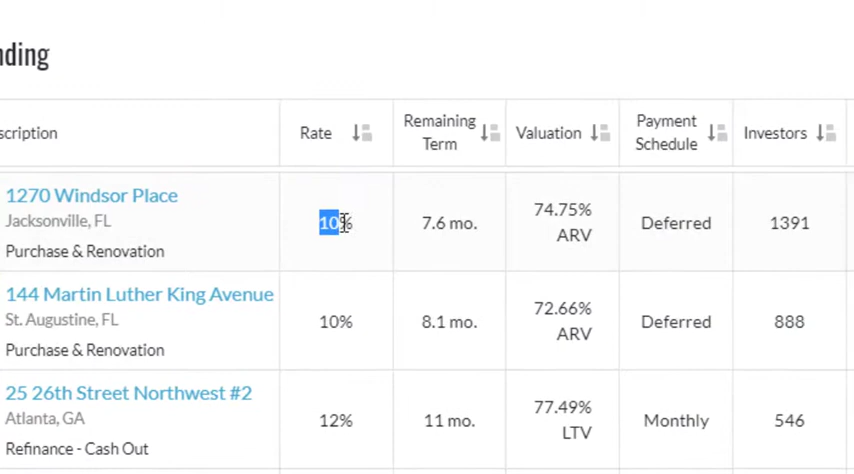 nding
scription
Rate
Remaining
Term
Valuation
Payment
Schedule
Investors
1270 Windsor Place
Jacksonville, FL
Purchase & Renovation
10%
7.6 mo.
74.75%
ARV
Deferred
1391
144 Martin Luther King Avenue
St. Augustine, FL
Purchase & Renovation
10%
8.1 mo.
72.66%
ARV
Deferred
888
25 26th Street Northwest #2
Atlanta, GA
Refinance - Cash Out
12%
11 mo.
77.49%
LTV
Monthly
546